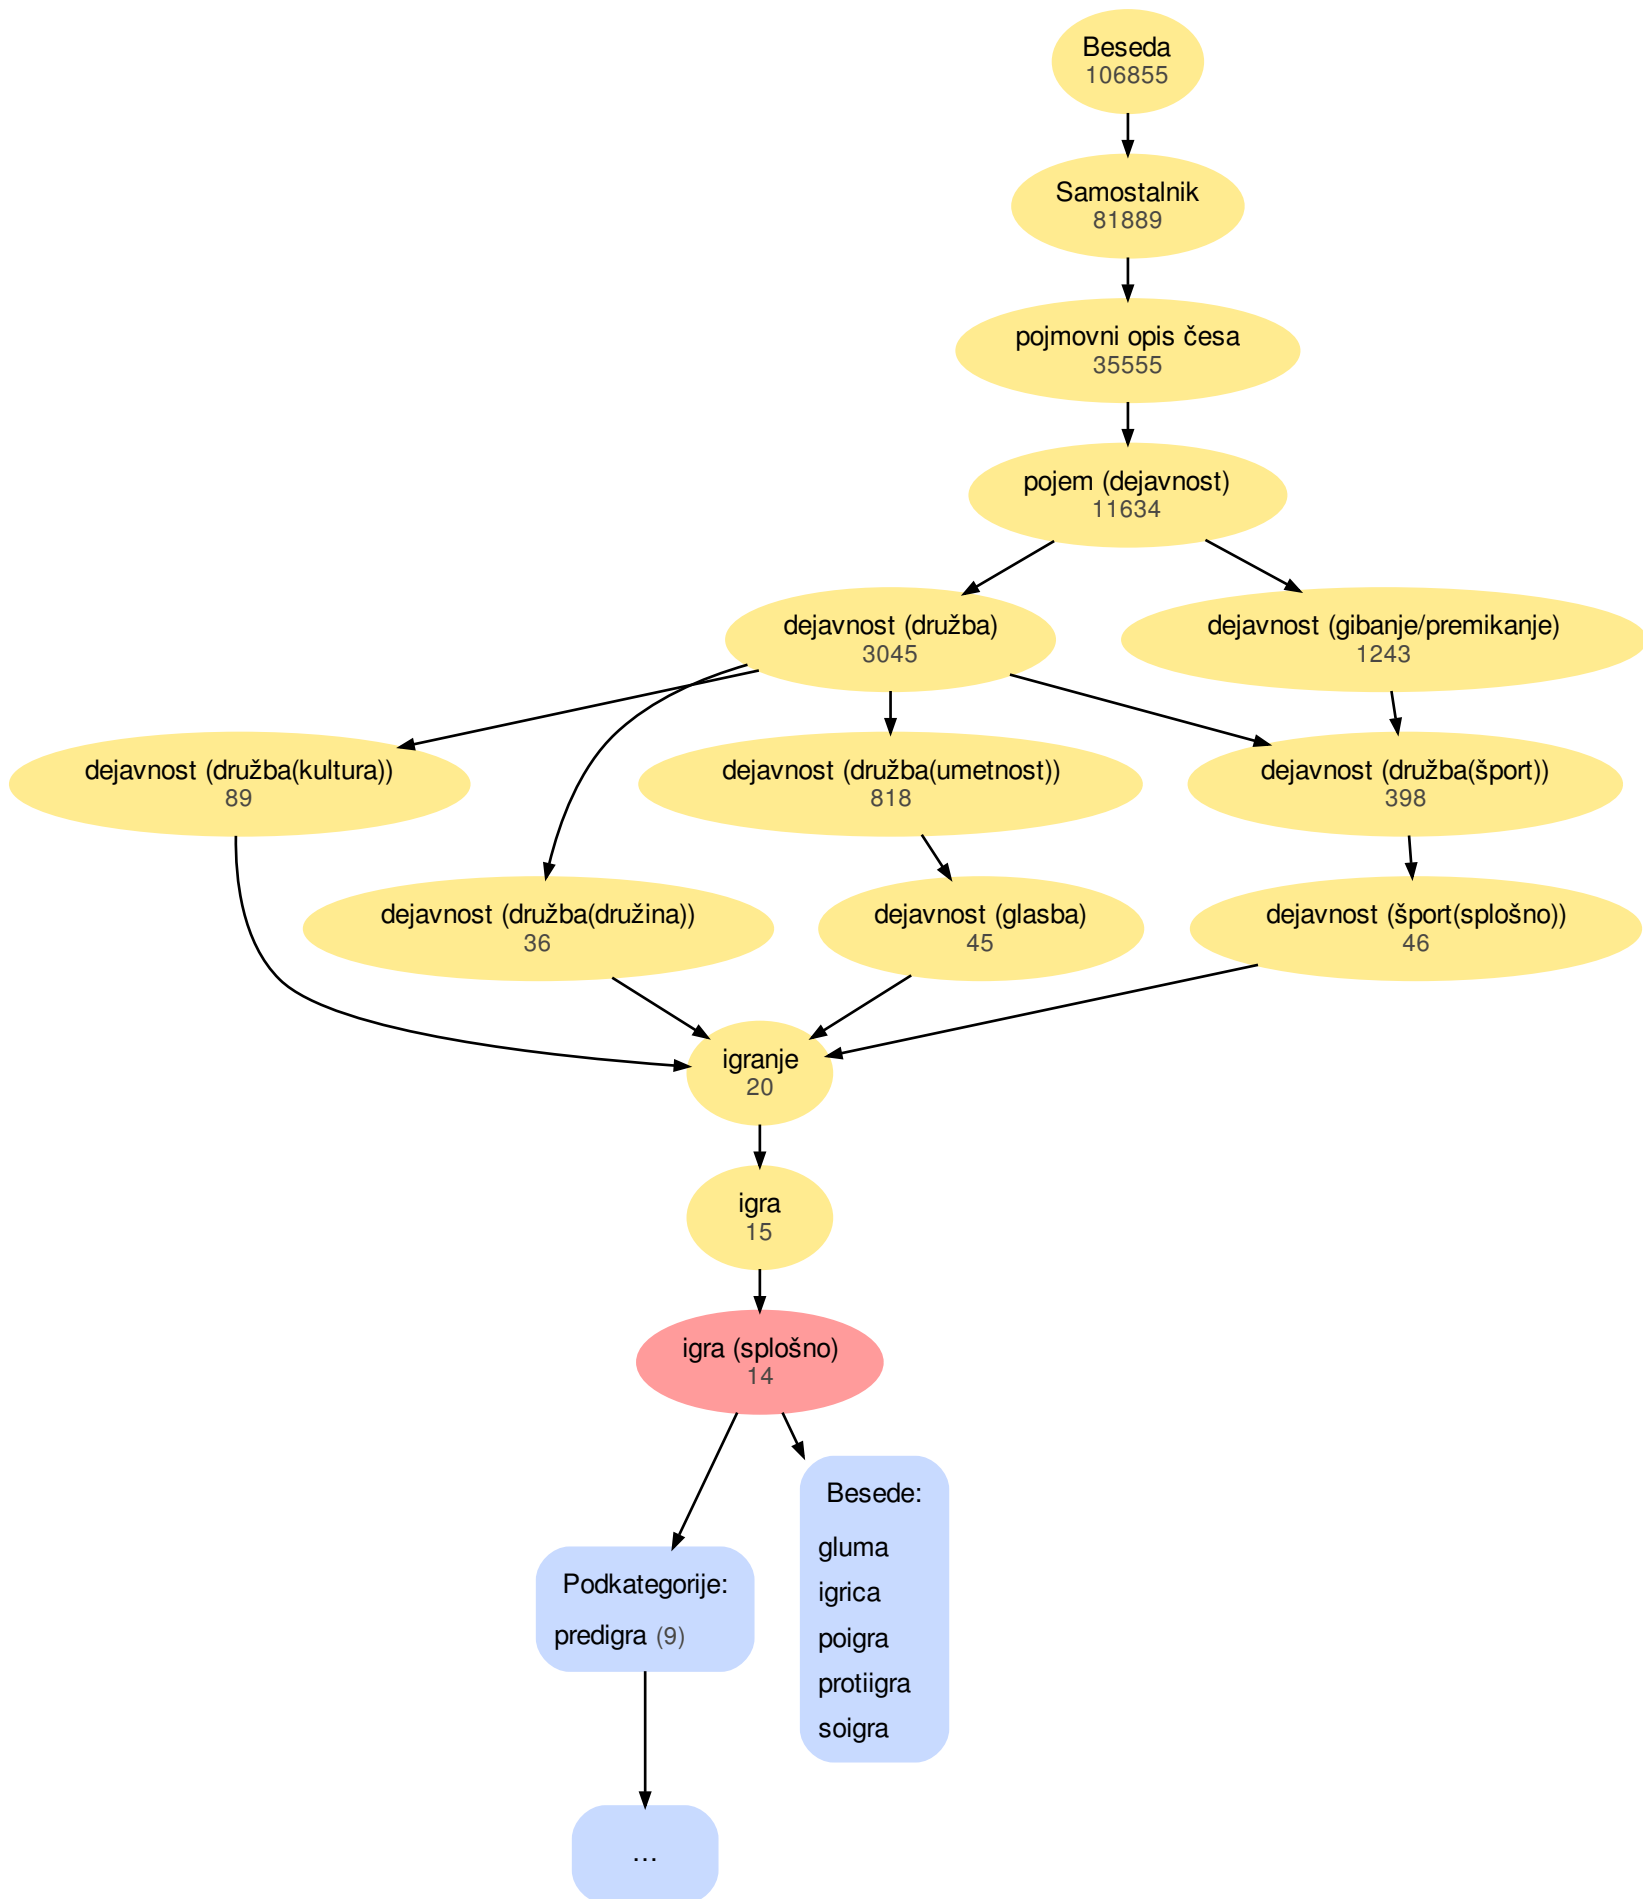 Beseda
106855
Samostalnik
81889
pojmovni opis česa
35555
pojem (dejavnost)
11634
dejavnost (družba)
3045
dejavnost (gibanje/premikanje)
1243
dejavnost (družba(kultura))
89
dejavnost (družba(umetnost))
818
dejavnost (družba(šport))
398
dejavnost (družba(družina))
36
dejavnost (glasba)
45
dejavnost (šport(splošno))
46
igranje
20
igra
15
igra (splošno)
14
Podkategorije:
predigra (9)
Besede:
gluma
igrica
poigra
protiigra
soigra
...